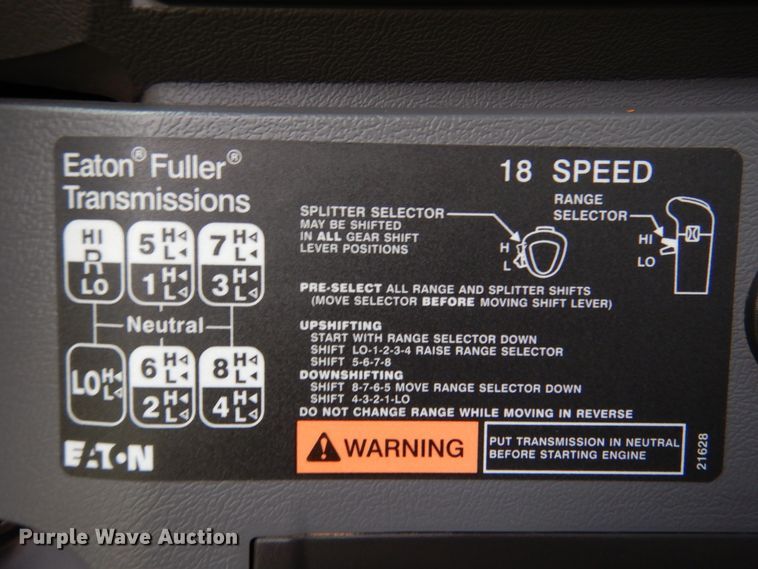 Eaton® Fuller®
Transmissions
18 SPEED
HI
R
LO
5 H L
1 H L
7 H L
3 H L
Neutral
LO H L
6 H L
2 H L
8 H L
4 H L
EATON
SPLITTER SELECTOR
MAY BE SHIFTED
IN ALL GEAR SHIFT
LEVER POSITIONS
H
L
RANGE
SELECTOR
HI
LO
PRE-SELECT ALL RANGE AND SPLITTER SHIFTS
(MOVE SELECTOR BEFORE MOVING SHIFT LEVER)
UPSHIFTING
START WITH RANGE SELECTOR DOWN
SHIFT LO-1-2-3-4 RAISE RANGE SELECTOR
SHIFT 5-6-7-8
DOWNSHIFTING
SHIFT 8-7-6-5 MOVE RANGE SELECTOR DOWN
SHIFT 4-3-2-1-LO
DO NOT CHANGE RANGE WHILE MOVING IN REVERSE
WARNING
PUT TRANSMISSION IN NEUTRAL
BEFORE STARTING ENGINE
21628
Purple Wave Auction